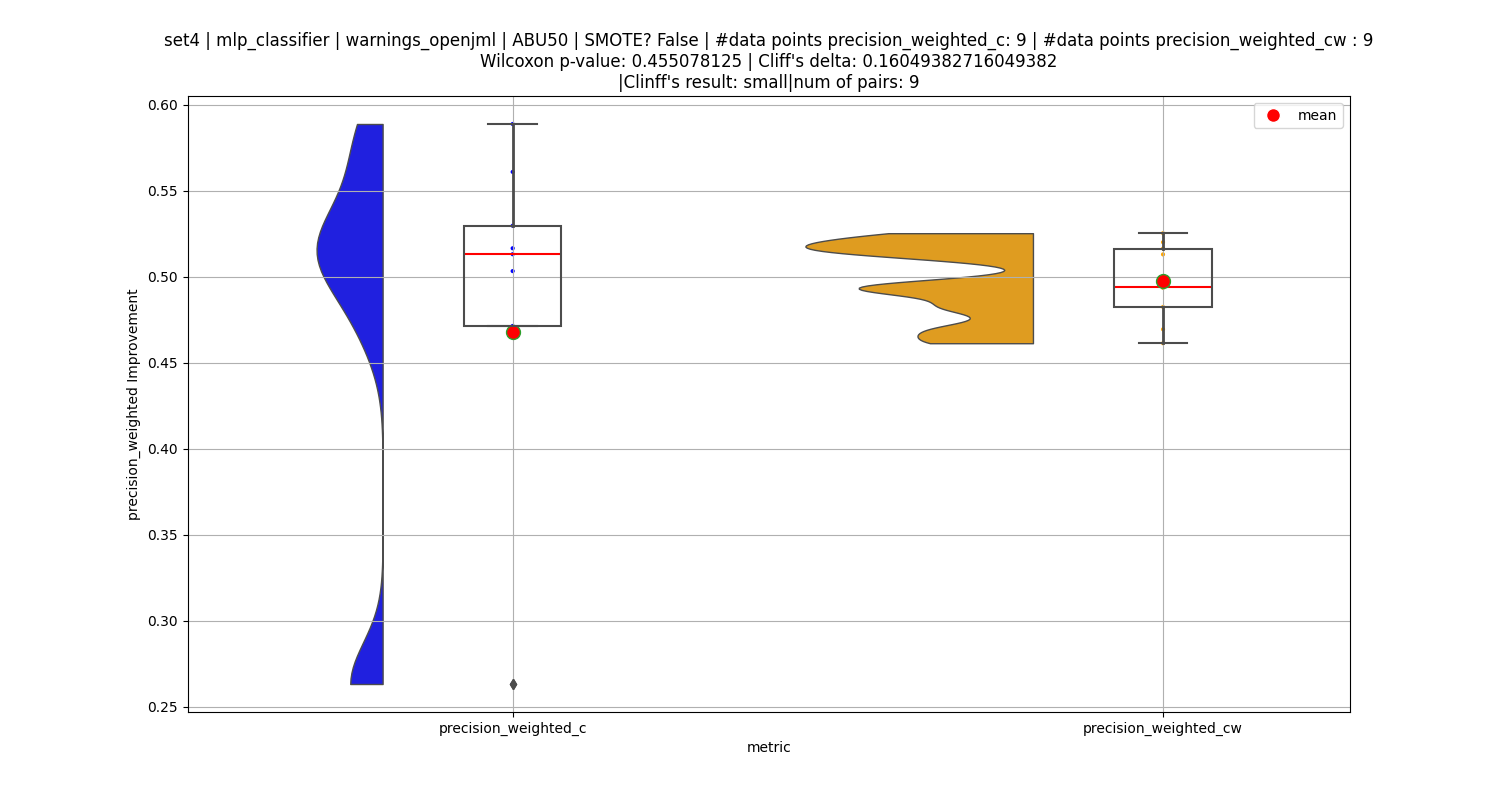 set4 | mlp_classifier | warnings_openjml | ABU50 | SMOTE? False | #data points precision_weighted_c: 9 | #data points precision_weighted_cw : 9
Wilcoxon p-value: 0.455078125 | Cliff's delta: 0.16049382716049382
|Clinff's result: small|num of pairs: 9
mean
0.60
0.55
0.50
0.45
0.40
0.35
0.30
0.25
precision_weighted Improvement
precision_weighted_c
precision_weighted_cw
metric